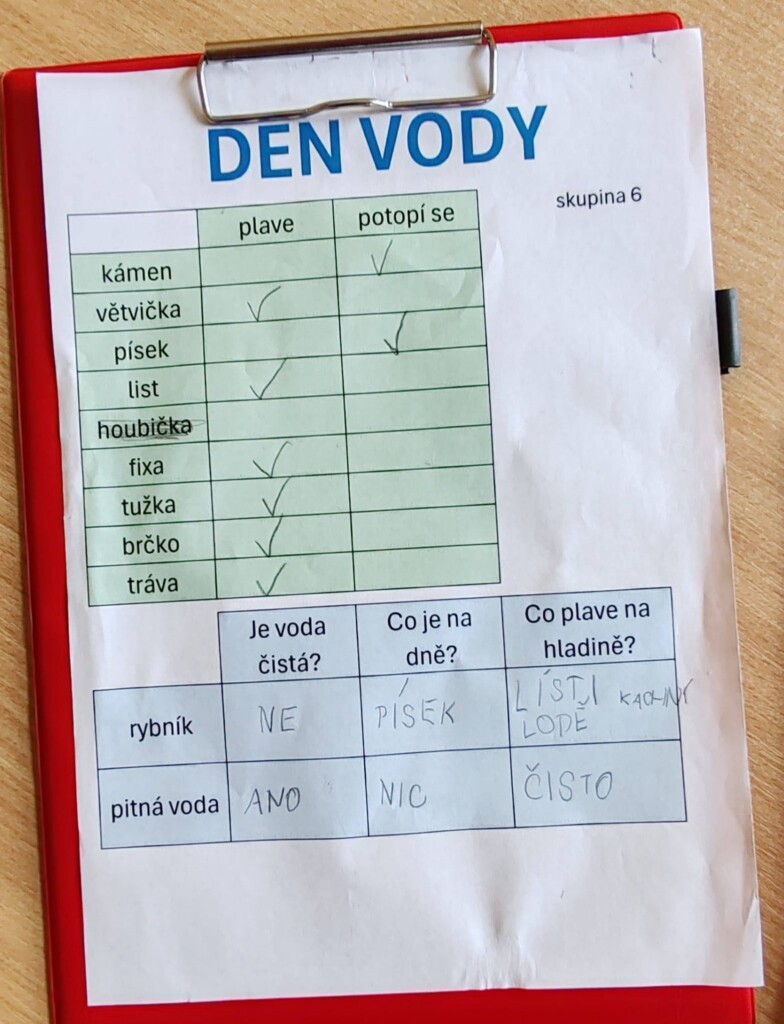 DEN VODY
skupina 6
plave potopí se
kámen ✓
větvička ✓
písek ✓
list ✓
houbička
fixa ✓
tužka ✓
brčko ✓
tráva ✓
Je voda čistá? Co je na dně? Co plave na hladině?
rybník NE PÍSEK LÍSTÍ KACHNY
LODĚ
pitná voda ANO NIC ČISTO